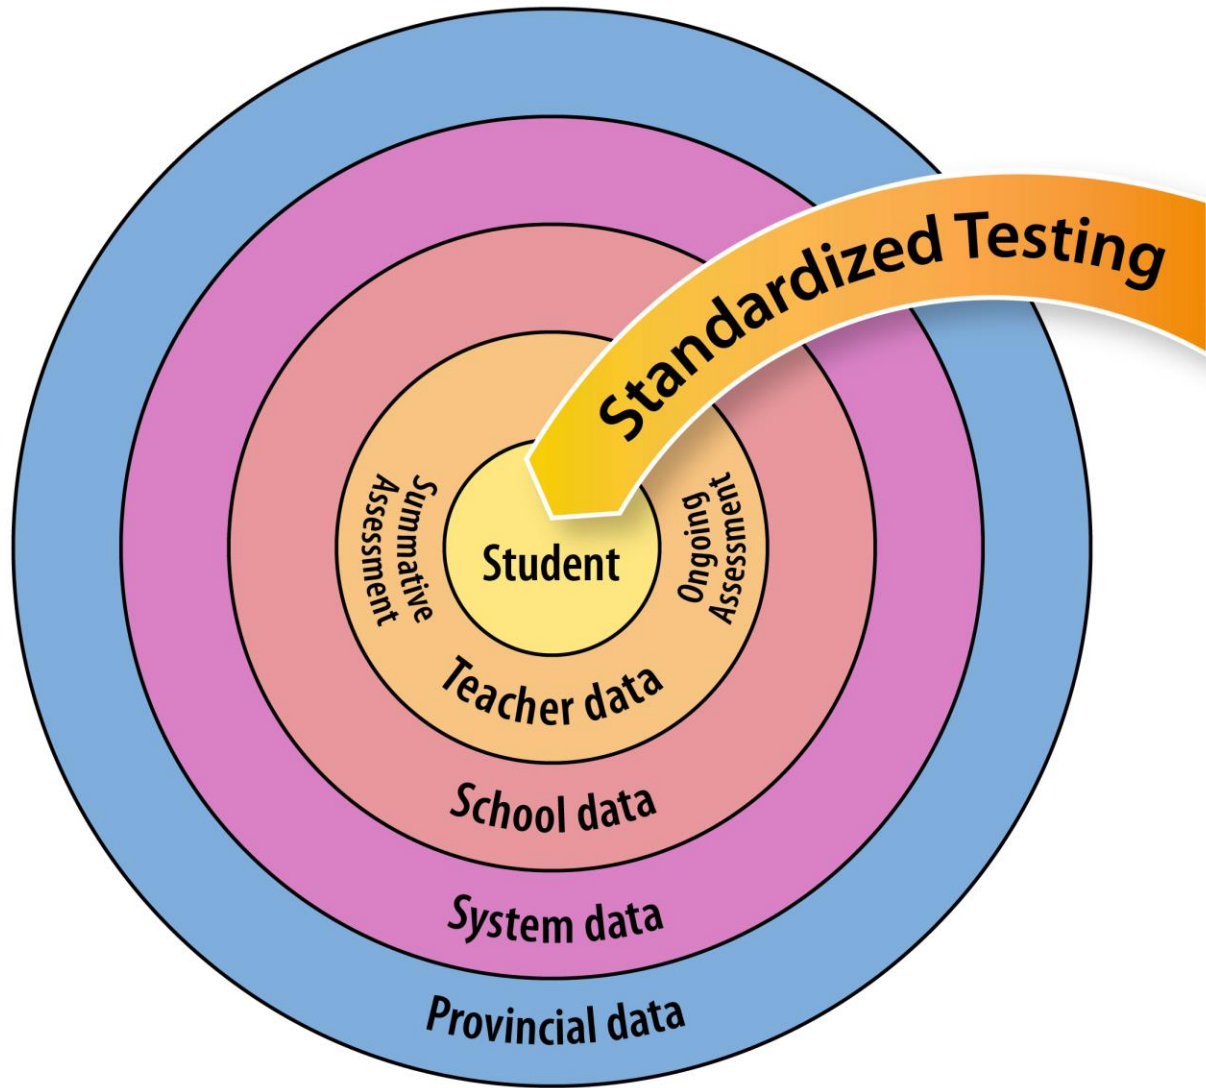 Standardized Testing
Summative
Assessment
Student
Ongoing
Assessment
Teacher data
School data
System data
Provincial data